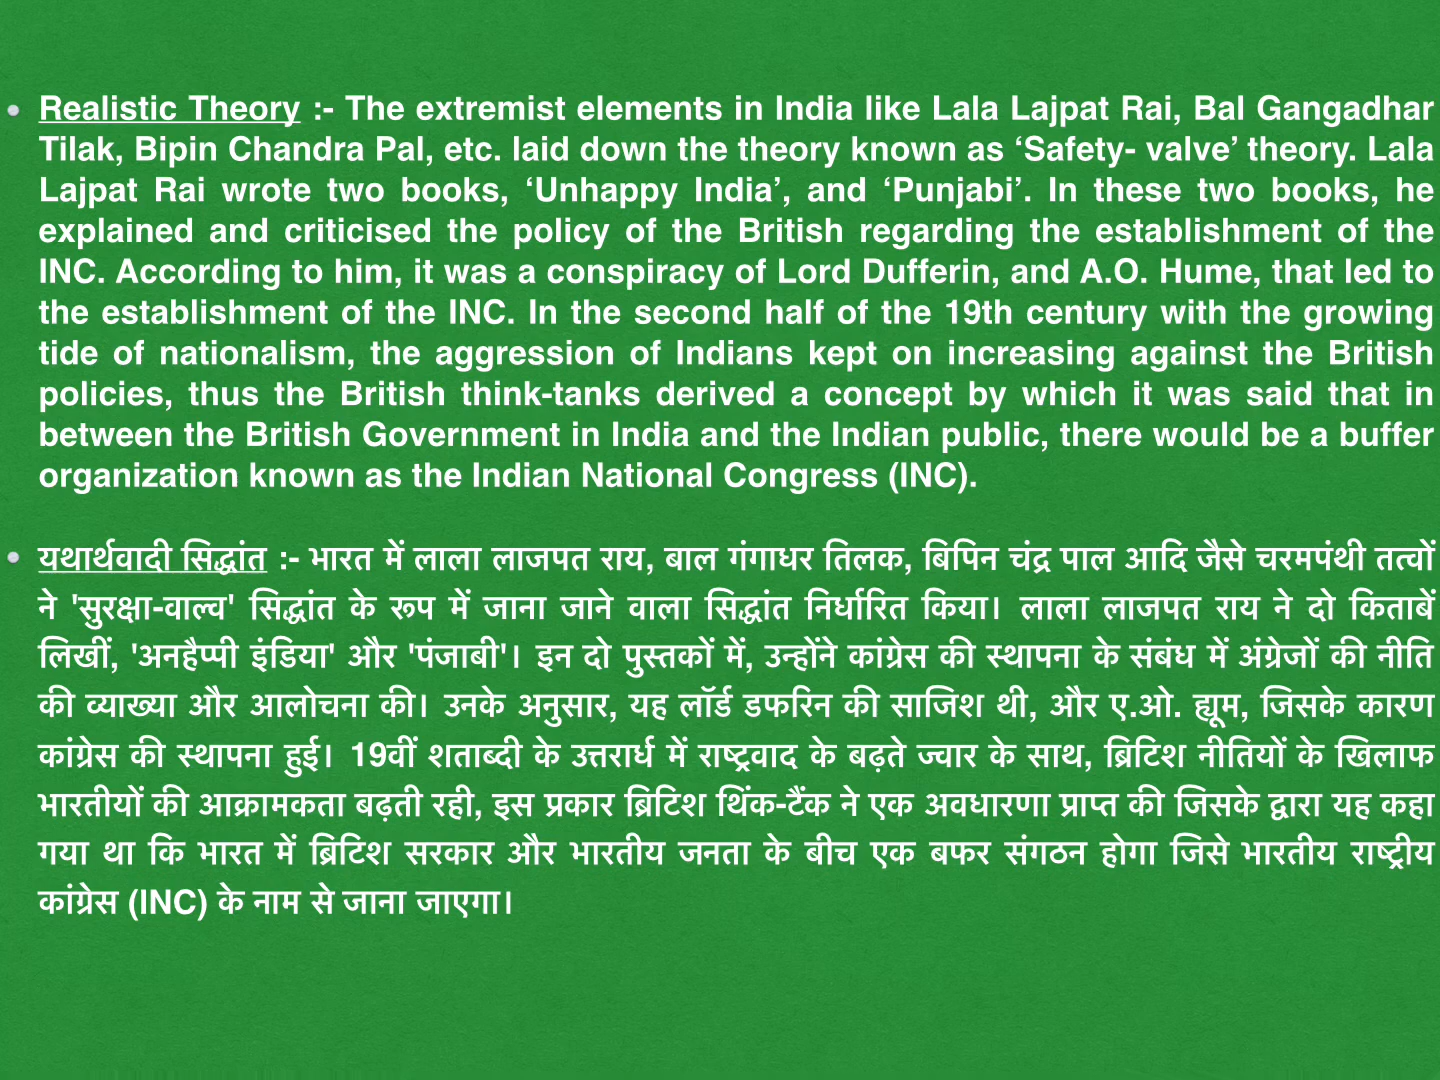 • Realistic Theory :- The extremist elements in India like Lala Lajpat Rai, Bal Gangadhar
Tilak, Bipin Chandra Pal, etc. laid down the theory known as ‘Safety- valve’ theory. Lala
Lajpat Rai wrote two books, ‘Unhappy India’, and ‘Punjabi’. In these two books, he
explained and criticised the policy of the British regarding the establishment of the
INC. According to him, it was a conspiracy of Lord Dufferin, and A.O. Hume, that led to
the establishment of the INC. In the second half of the 19th century with the growing
tide of nationalism, the aggression of Indians kept on increasing against the British
policies, thus the British think-tanks derived a concept by which it was said that in
between the British Government in India and the Indian public, there would be a buffer
organization known as the Indian National Congress (INC).
• यथार्थवादी सिद्धांत :- भारत में लाला लाजपत राय, बाल गंगाधर तिलक, बिपिन चंद्र पाल आदि जैसे चरमपंथी तत्वों
ने 'सुरक्षा-वाल्व' सिद्धांत के रूप में जाना जाने वाला सिद्धांत निर्धारित किया। लाला लाजपत राय ने दो किताबें
लिखीं, 'अनहैप्पी इंडिया' और 'पंजाबी'। इन दो पुस्तकों में, उन्होंने कांग्रेस की स्थापना के संबंध में अंग्रेजों की नीति
की व्याख्या और आलोचना की। उनके अनुसार, यह लॉर्ड डफरिन की साजिश थी, और ए.ओ. ह्यूम, जिसके कारण
कांग्रेस की स्थापना हुई। 19वीं शताब्दी के उत्तरार्ध में राष्ट्रवाद के बढ़ते ज्वार के साथ, ब्रिटिश नीतियों के खिलाफ
भारतीयों की आक्रामकता बढ़ती रही, इस प्रकार ब्रिटिश थिंक-टैंक ने एक अवधारणा प्राप्त की जिसके द्वारा यह कहा
गया था कि भारत में ब्रिटिश सरकार और भारतीय जनता के बीच एक बफर संगठन होगा जिसे भारतीय राष्ट्रीय
कांग्रेस (INC) के नाम से जाना जाएगा।